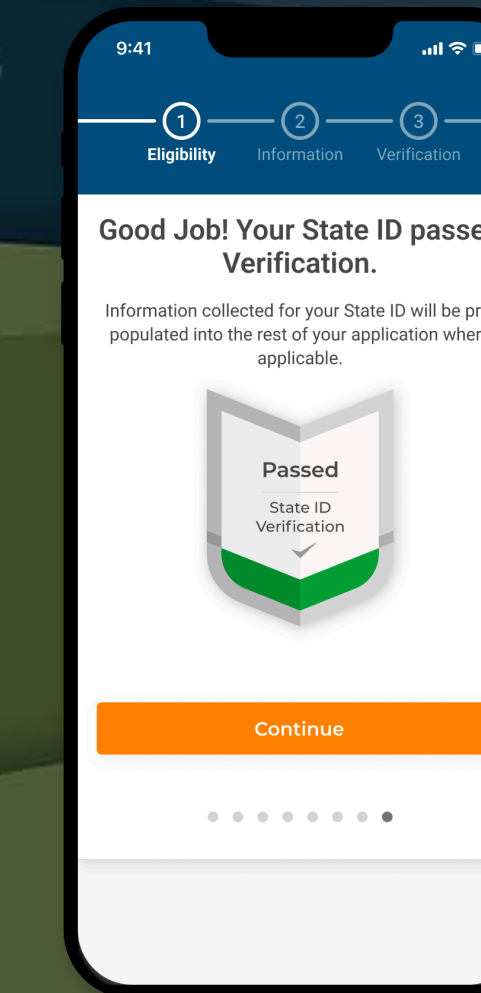 9:41
1 2 3
Eligibility Information Verification
Good Job! Your State ID passe
Verification.
Information collected for your State ID will be pr
populated into the rest of your application wher
applicable.
Passed
State ID
Verification
Continue